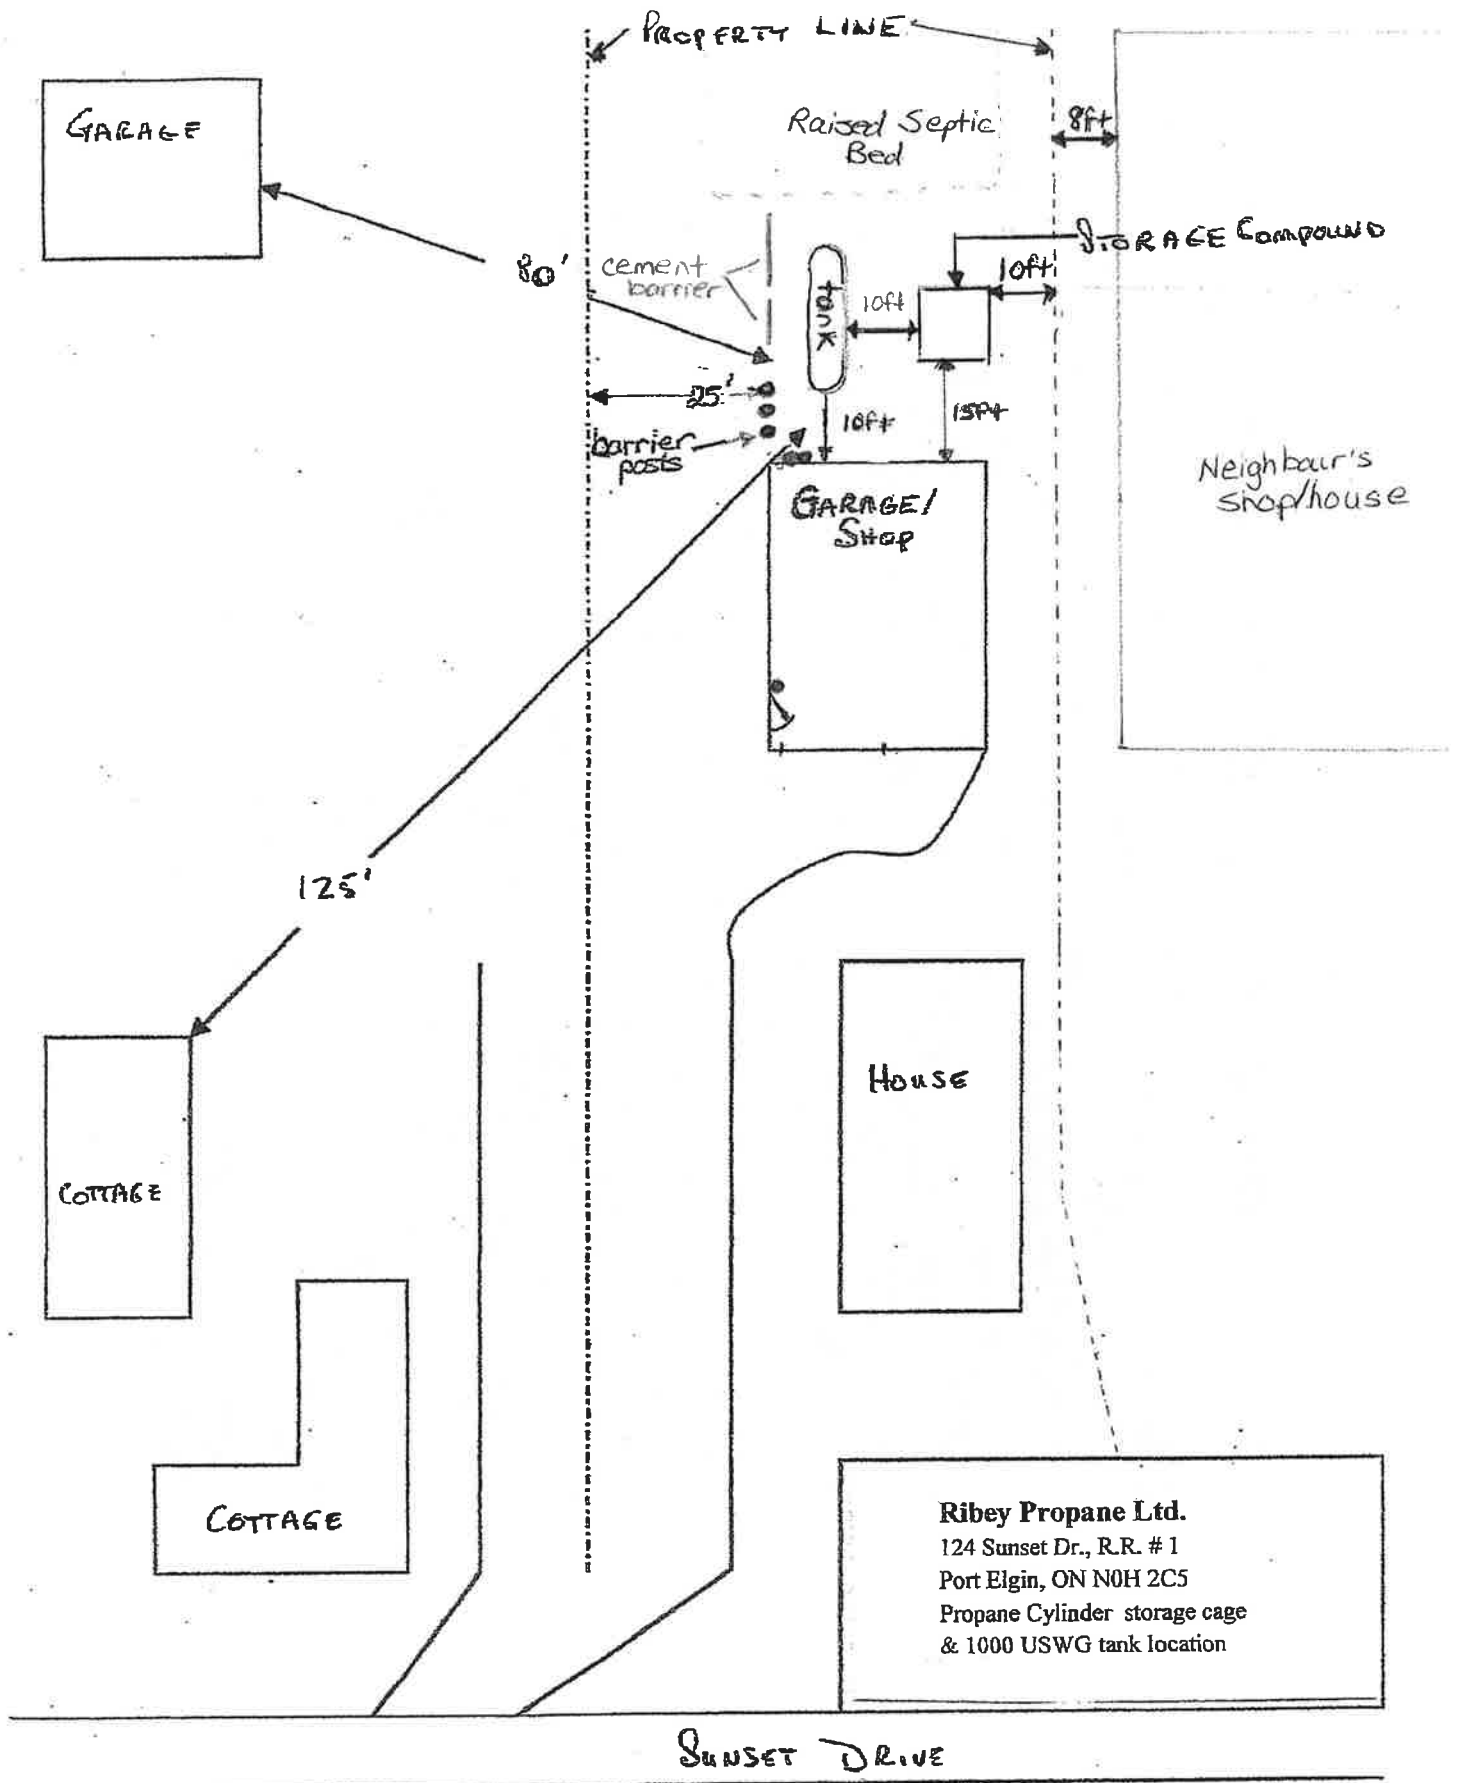 PROPERTY LINE
GARAGE
Raised Septic
Bed
8ft
STORAGE COMPOUND
80'
cement
barrier
tank
10ft
10ft
25'
10ft
15ft
barrier
posts
GARAGE/
SHOP
Neighbour's
shop/house
125'
HOUSE
COTTAGE
COTTAGE
Ribey Propane Ltd.
124 Sunset Dr., R.R. # 1
Port Elgin, ON N0H 2C5
Propane Cylinder storage cage
& 1000 USWG tank location
SUNSET DRIVE